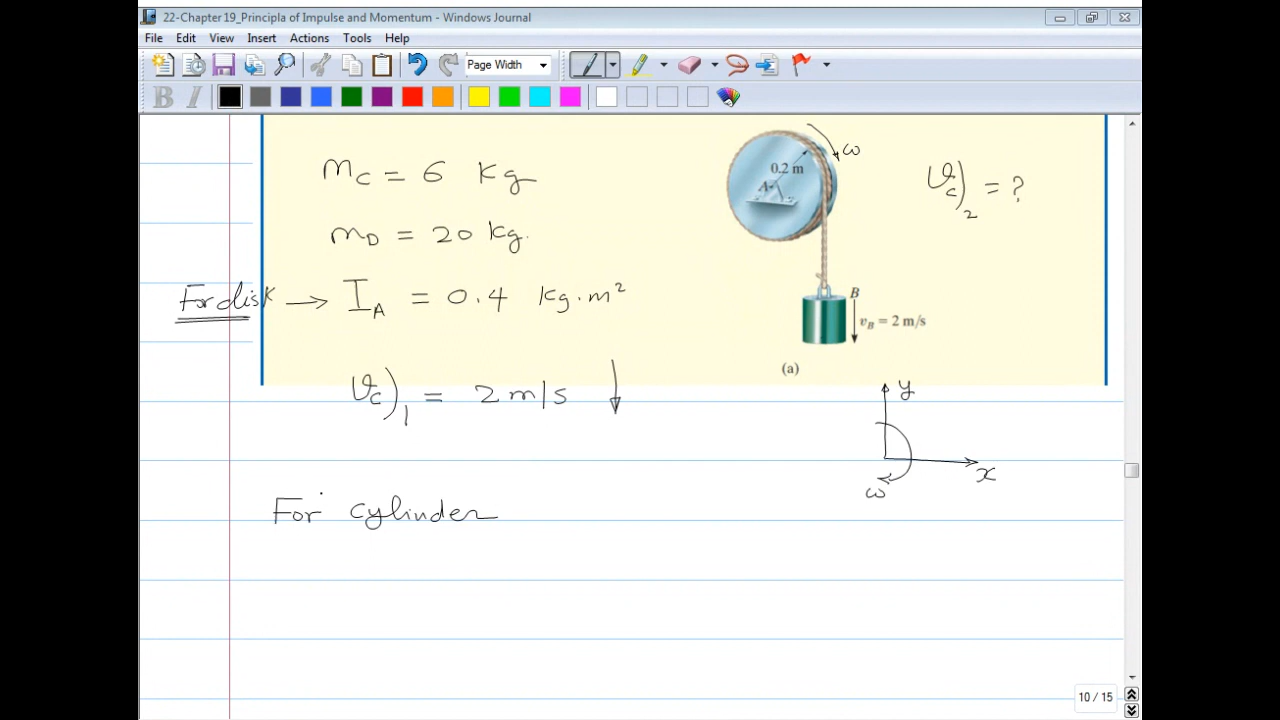 22-Chapter 19_Principla of Impulse and Momentum - Windows Journal
File Edit View Insert Actions Tools Help
Page Width
B I
m_C = 6 Kg
m_D = 20 kg.
For disk → I_A = 0.4 kg.m²
v_C)_1 = 2 m/s ↓
For cylinder
ω
0.2 m
A
B
v_B = 2 m/s
(a)
v_C)_2 = ?
y
x
ω
10 / 15